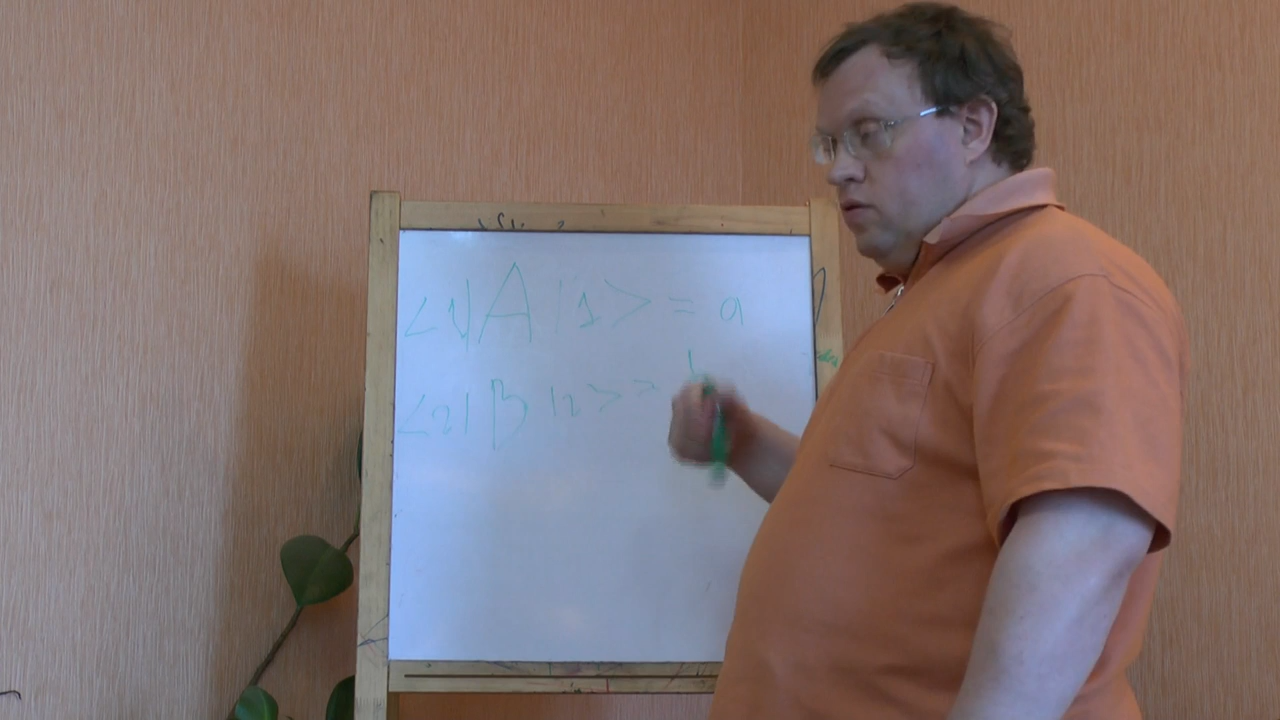 <1|A|1> = a
<2|B|2> =